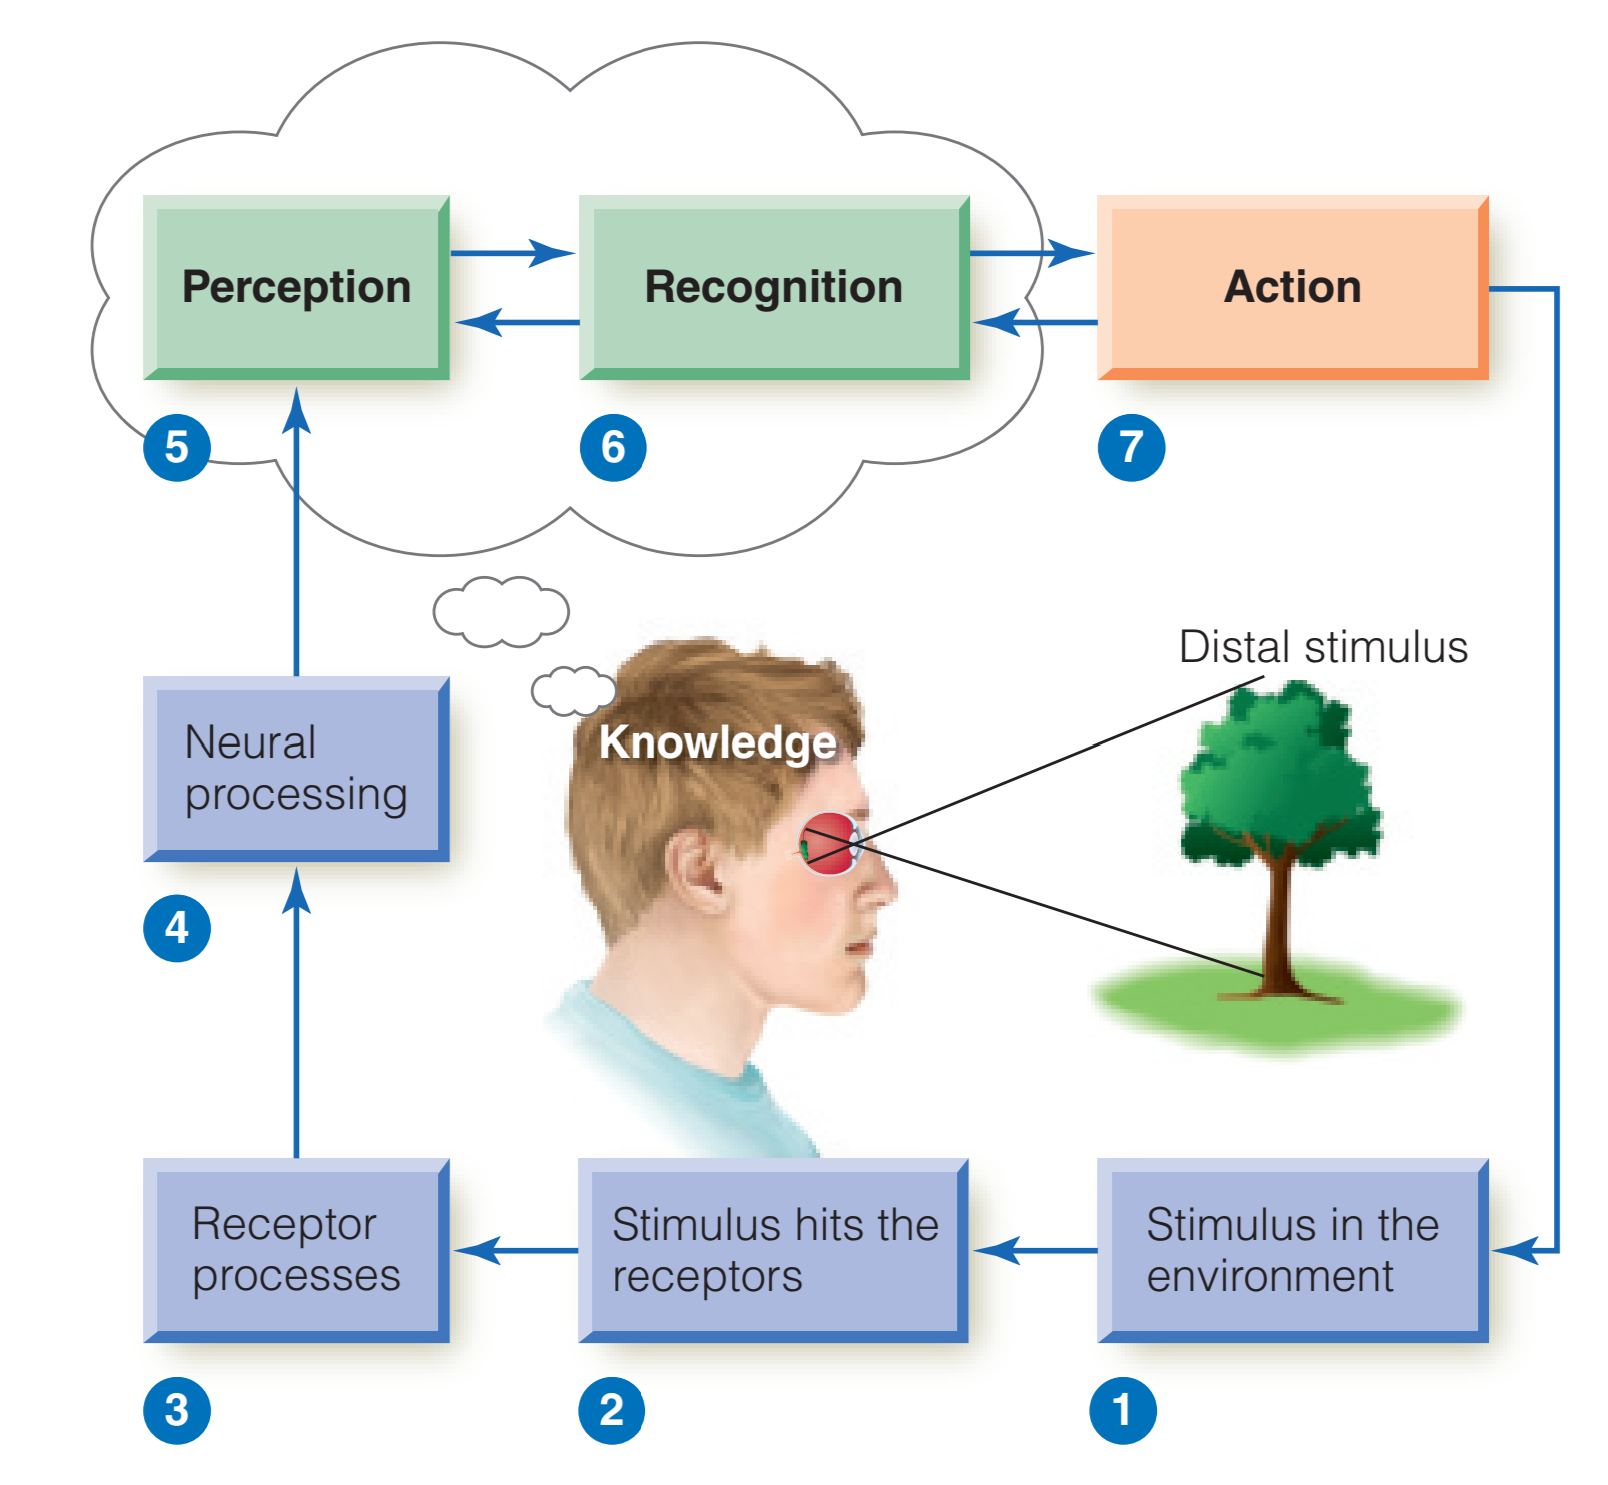 Perception
Recognition
Action
5
6
7
Distal stimulus
Neural
processing
Knowledge
4
Receptor
processes
Stimulus hits the
receptors
Stimulus in the
environment
3
2
1